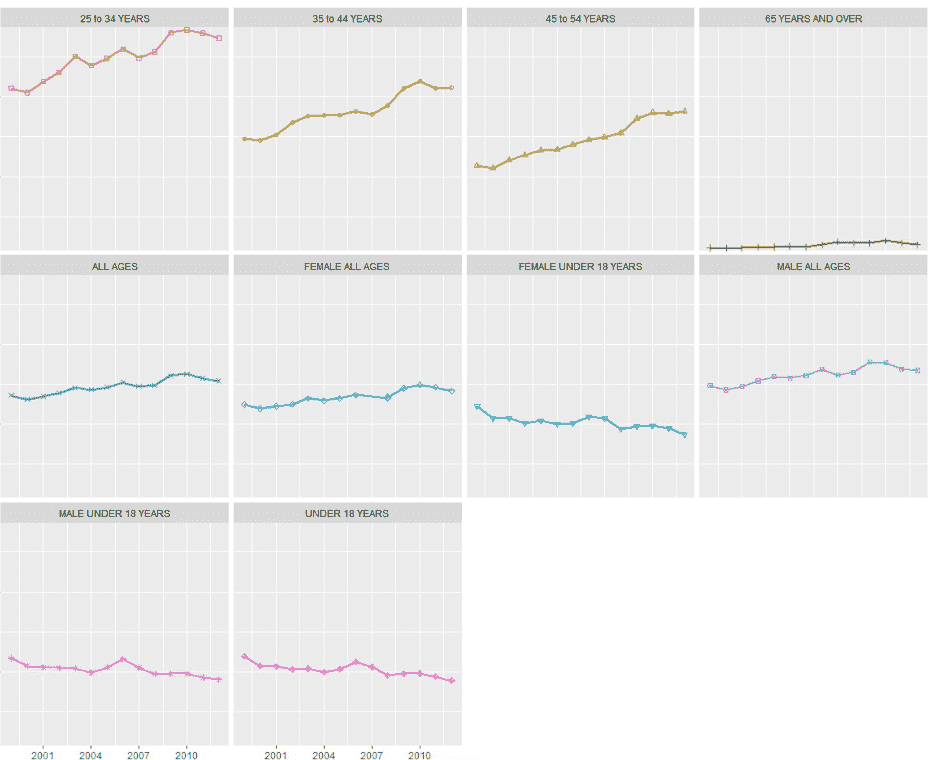 25 to 34 YEARS
35 to 44 YEARS
45 to 54 YEARS
65 YEARS AND OVER
ALL AGES
FEMALE ALL AGES
FEMALE UNDER 18 YEARS
MALE ALL AGES
MALE UNDER 18 YEARS
UNDER 18 YEARS
2001 2004 2007 2010 2001 2004 2007 2010